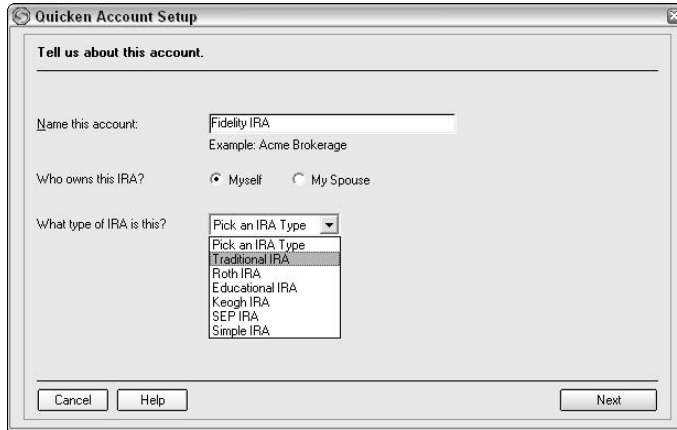 Quicken Account Setup
Tell us about this account.
Name this account: Fidelity IRA
Example: Acme Brokerage
Who owns this IRA? Myself My Spouse
What type of IRA is this? Pick an IRA Type
Pick an IRA Type
Traditional IRA
Roth IRA
Educational IRA
Keogh IRA
SEP IRA
Simple IRA
Cancel Help Next